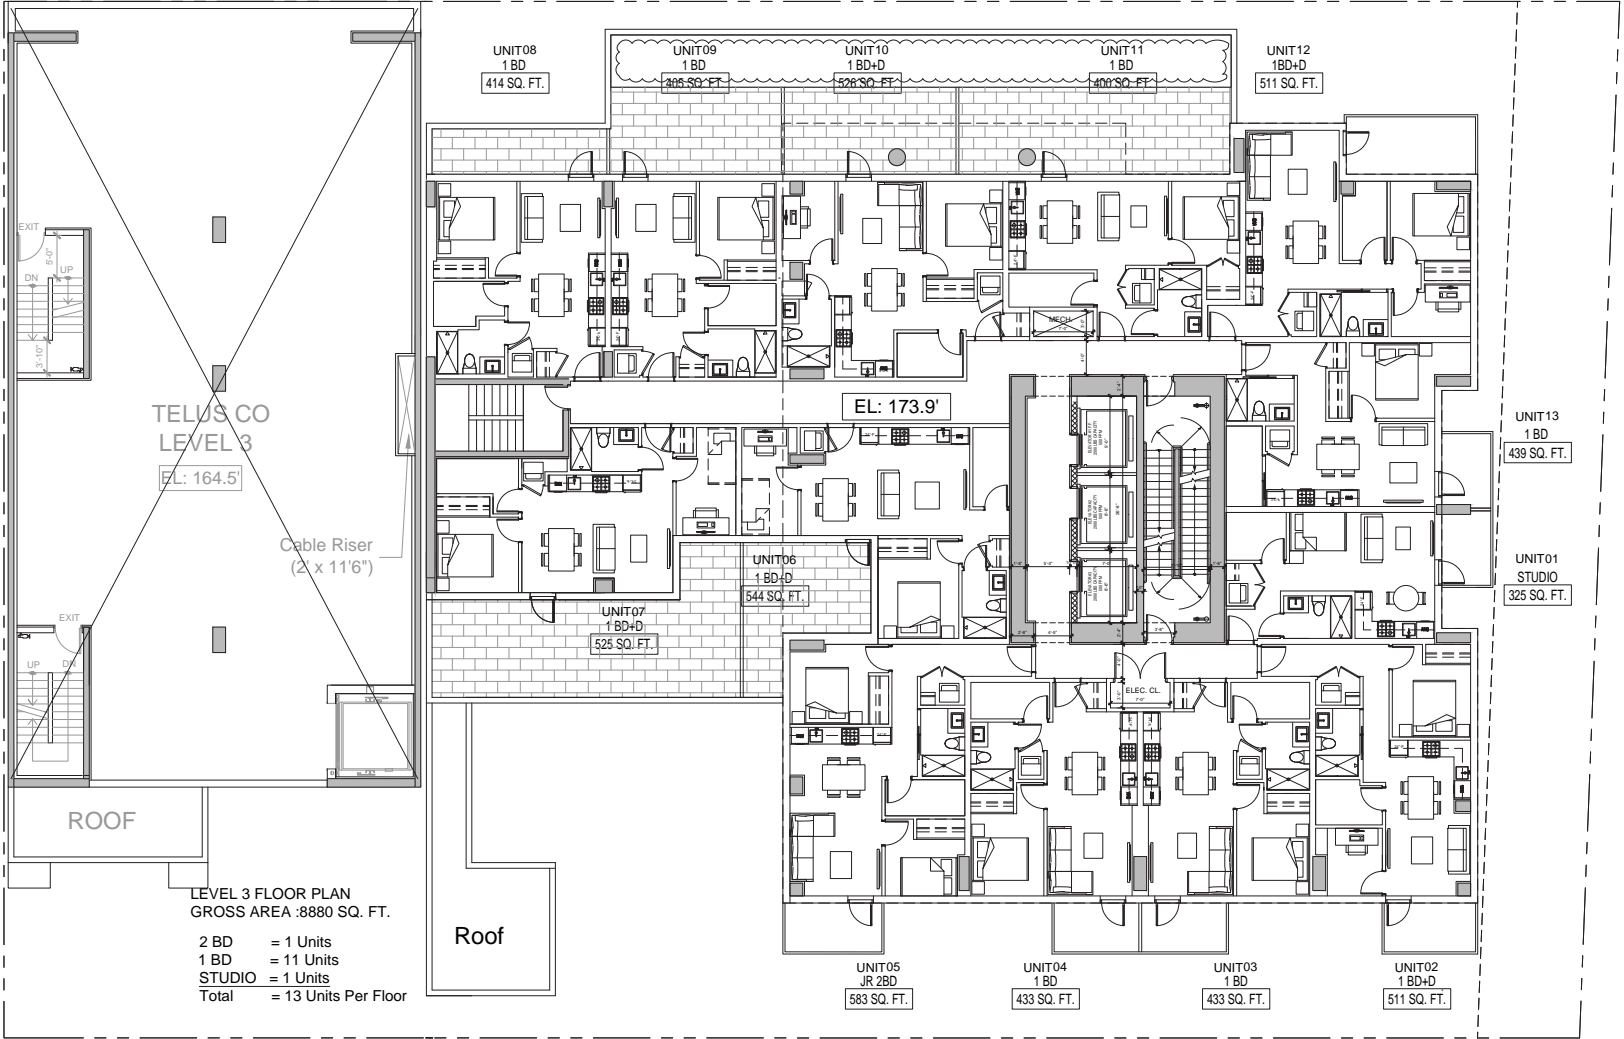 UNIT08
1 BD
414 SQ. FT.
UNIT09
1 BD
405 SQ. FT.
UNIT10
1 BD+D
526 SQ. FT.
UNIT11
1 BD
400 SQ. FT.
UNIT12
1BD+D
511 SQ. FT.
EXIT
5'-0"
DN
UP
3'-10"
MECH.
TELUS CO
LEVEL 3
EL: 164.5'
EL: 173.9'
UNIT13
1 BD
439 SQ. FT.
Cable Riser
(2' x 11'6")
UNIT06
1 BD+D
544 SQ. FT.
UNIT07
1 BD+D
525 SQ. FT.
UNIT01
STUDIO
325 SQ. FT.
EXIT
UP
DN
ELEC. CL.
7'-0"
ROOF
LEVEL 3 FLOOR PLAN
GROSS AREA :8880 SQ. FT.
2 BD = 1 Units
1 BD = 11 Units
STUDIO = 1 Units
Total = 13 Units Per Floor
Roof
UNIT05
JR 2BD
583 SQ. FT.
UNIT04
1 BD
433 SQ. FT.
UNIT03
1 BD
433 SQ. FT.
UNIT02
1 BD+D
511 SQ. FT.